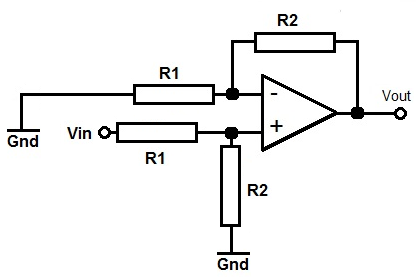 R2
R1
-
Vout
Gnd
Vin
+
R1
R2
Gnd